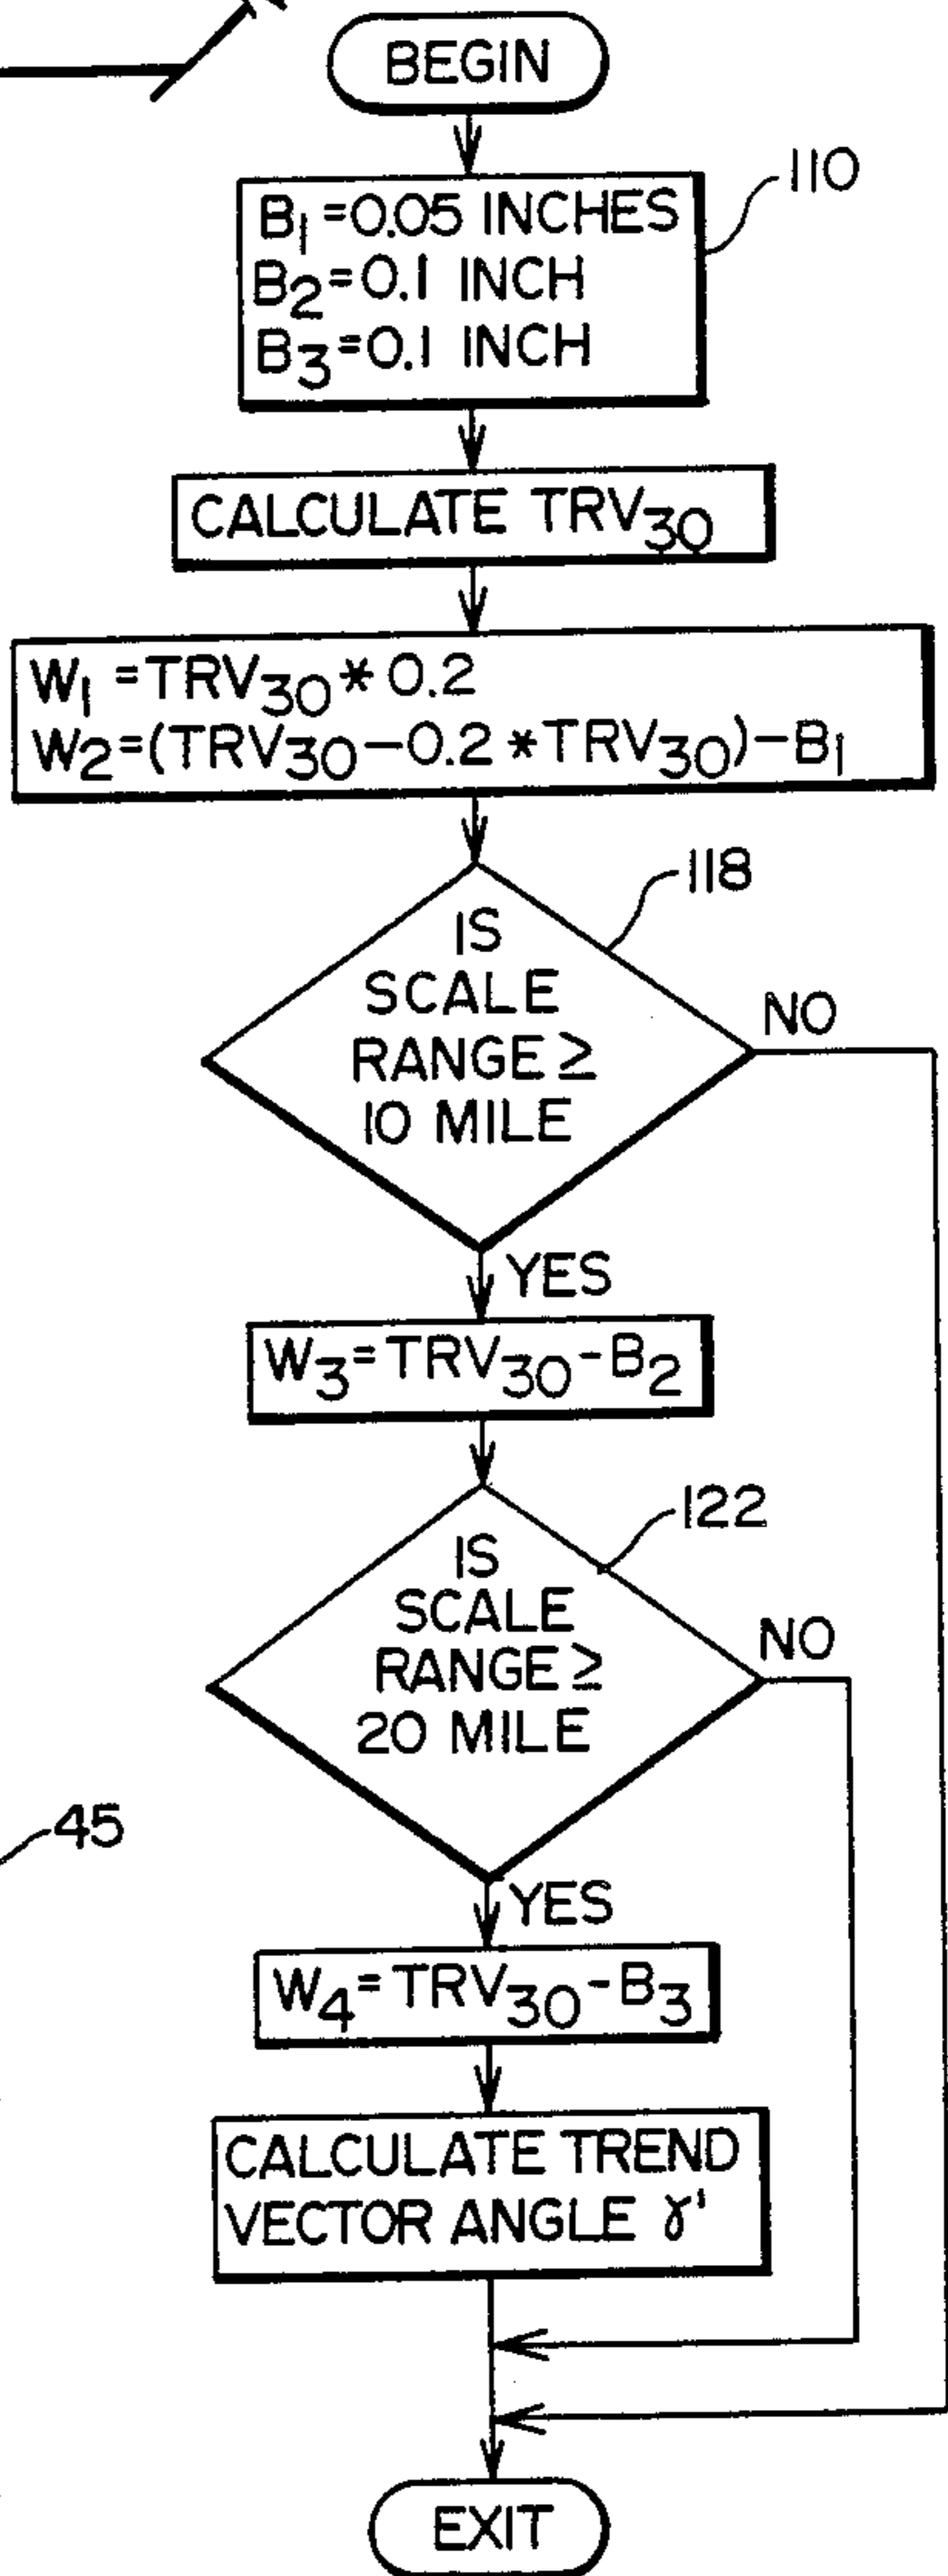 BEGIN
110
B1 = 0.05 INCHES
B2 = 0.1 INCH
B3 = 0.1 INCH
CALCULATE TRV30
W1 = TRV30 * 0.2
W2 = (TRV30 - 0.2 * TRV30) - B1
118
IS
SCALE
RANGE ≥
10 MILE
NO
YES
W3 = TRV30 - B2
122
IS
SCALE
RANGE ≥
20 MILE
NO
45
YES
W4 = TRV30 - B3
CALCULATE TREND
VECTOR ANGLE γ'
EXIT